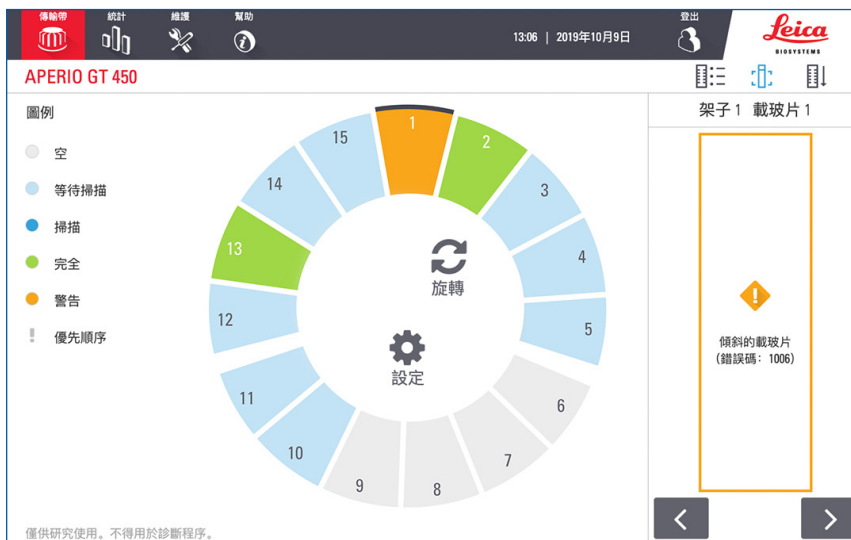 傳輸帶 統計 維護 幫助 登出
13:06 | 2019年10月9日
Leica
BIOSYSTEMS
APERIO GT 450
架子1 載玻片1
圖例
空
等待掃描
掃描
完全
警告
優先順序
1
2
3
4
5
6
7
8
9
10
11
12
13
14
15
旋轉
設定
傾斜的載玻片
(錯誤碼: 1006)
僅供研究使用。不得用於診斷程序。